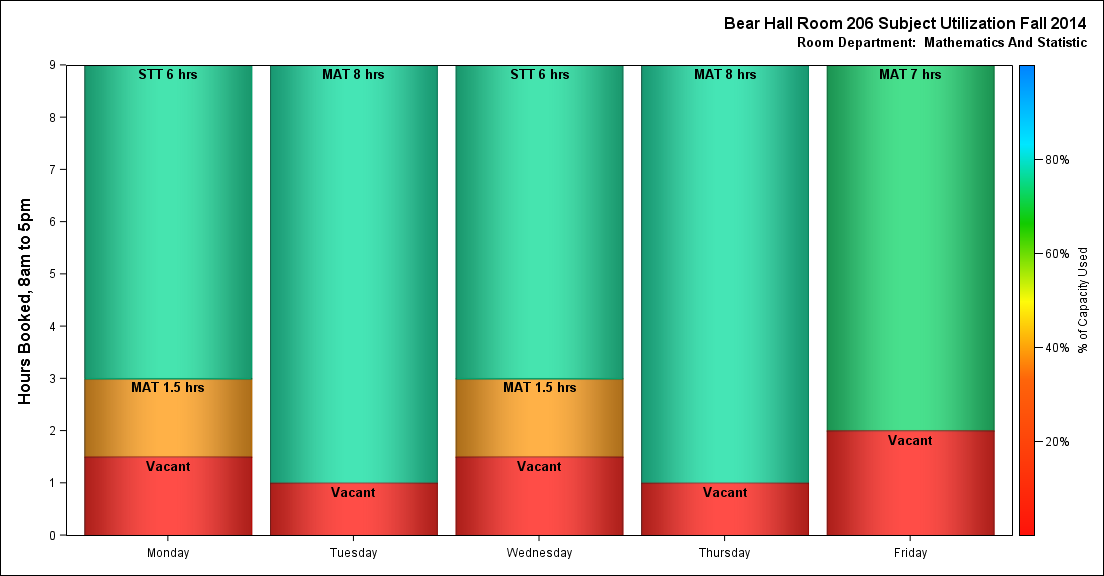 Bear Hall Room 206 Subject Utilization Fall 2014
Room Department: Mathematics And Statistic
Hours Booked, 8am to 5pm
9
8
7
6
5
4
3
2
1
0
STT 6 hrs
MAT 1.5 hrs
Vacant
MAT 8 hrs
Vacant
STT 6 hrs
MAT 1.5 hrs
Vacant
MAT 8 hrs
Vacant
MAT 7 hrs
Vacant
Monday
Tuesday
Wednesday
Thursday
Friday
80%
60%
40%
20%
% of Capacity Used